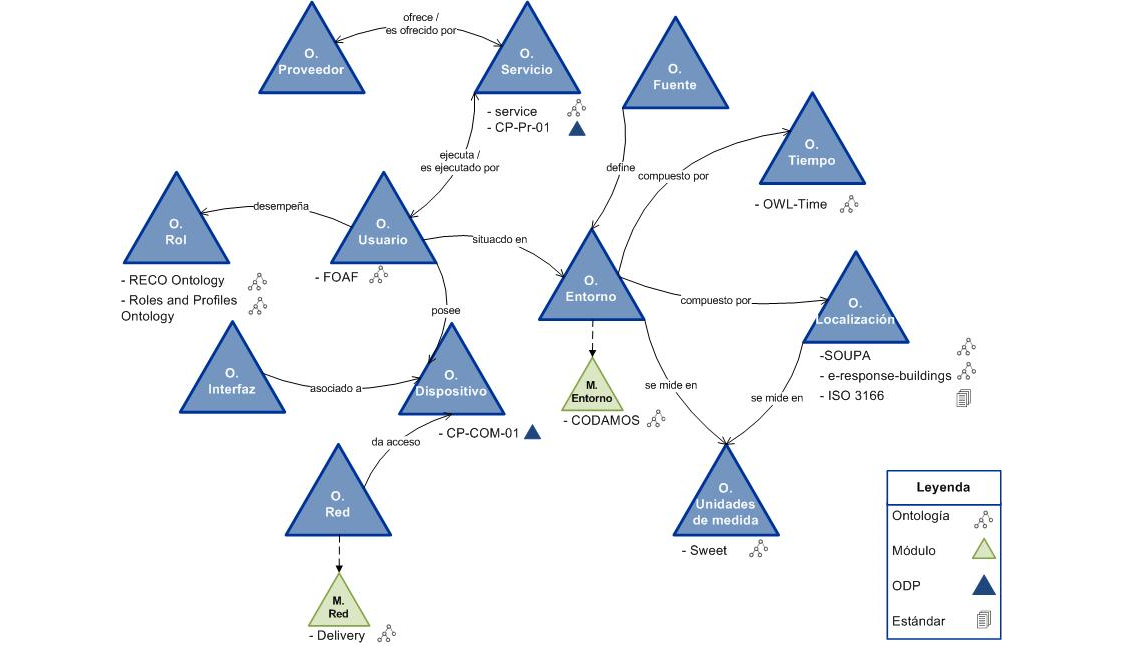 ofrece /
es ofrecido por
O.
Proveedor
O.
Servicio
O.
Fuente
- service
- CP-Pr-01
O.
Tiempo
- OWL-Time
ejecuta /
es ejecutado por
define
compuesto por
O.
Rol
desempeña
O.
Usuario
situacdo en
- RECO Ontology
- Roles and Profiles
Ontology
- FOAF
O.
Entorno
compuesto por
O.
Localización
posee
O.
Interfaz
asociado a
O.
Dispositivo
M.
Entorno
- CODAMOS
se mide en
se mide en
-SOUPA
- e-response-buildings
- ISO 3166
- CP-COM-01
da acceso
O.
Red
O.
Unidades
de medida
- Sweet
M.
Red
- Delivery
Leyenda
Ontología
Módulo
ODP
Estándar